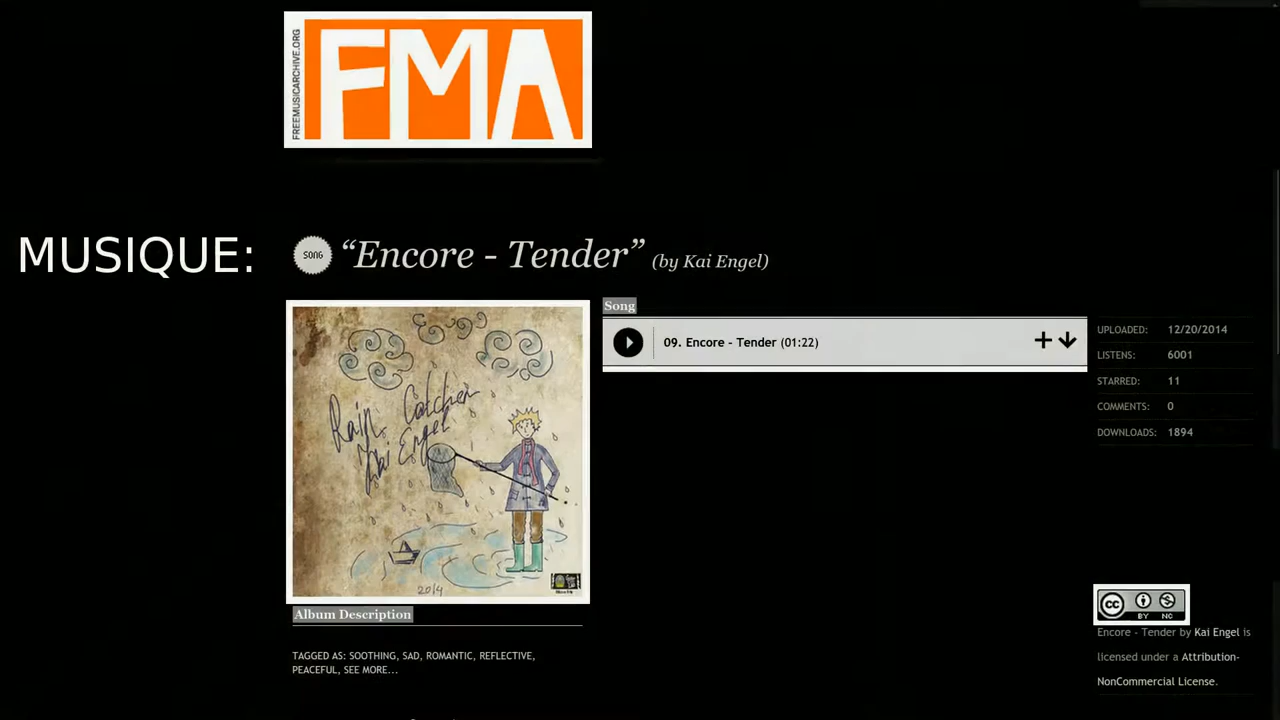 FREEMUSICARCHIVE.ORG
FMA
MUSIQUE:
SONG
“Encore - Tender” (by Kai Engel)
Song
09. Encore - Tender (01:22)
UPLOADED: 12/20/2014
LISTENS: 6001
STARRED: 11
COMMENTS: 0
DOWNLOADS: 1894
Rain Catcher
Kai Engel
2014
Album Description
TAGGED AS: SOOTHING, SAD, ROMANTIC, REFLECTIVE,
PEACEFUL, SEE MORE...
CC
BY NC
Encore - Tender by Kai Engel is
licensed under a Attribution-
NonCommercial License.